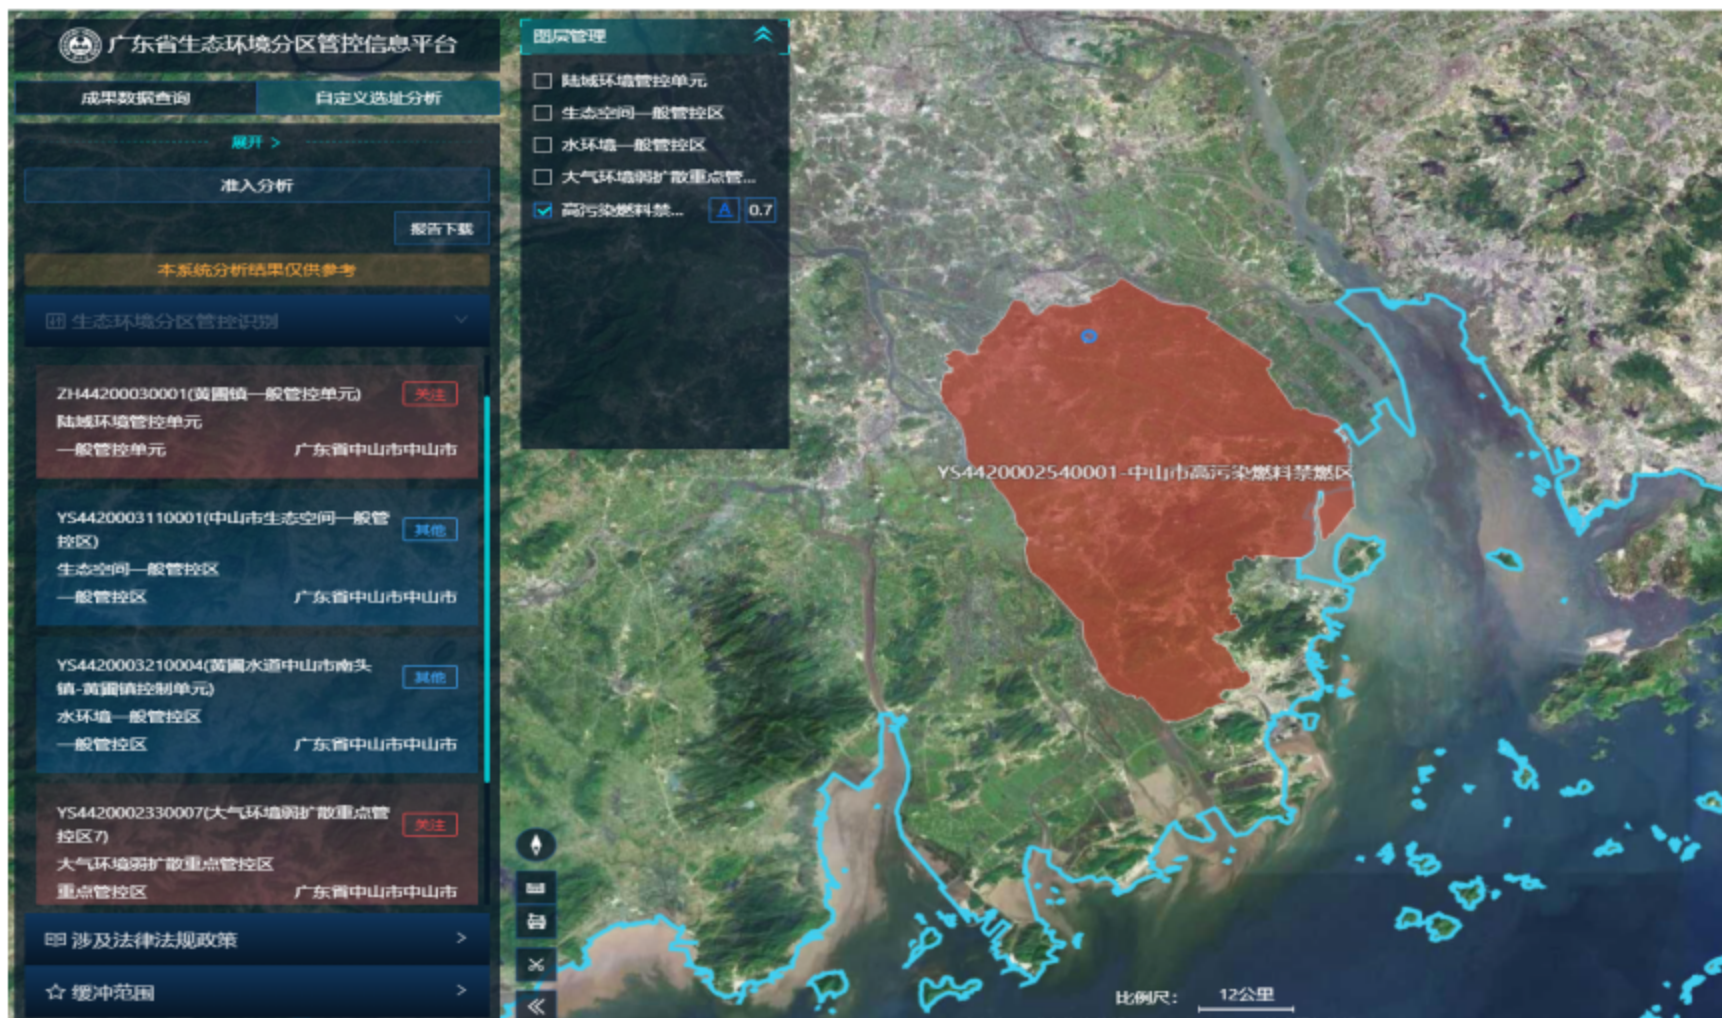 广东省生态环境分区管控信息平台
成果数据查询
自定义选址分析
展开 >
准入分析
报告下载
本系统分析结果仅供参考
生态环境分区管控识别
ZH44200030001(黄圃镇一般管控单元)
关注
陆域环境管控单元
一般管控单元
广东省中山市中山市
YS4420003110001(中山市生态空间一般管
控区)
其他
生态空间一般管控区
一般管控区
广东省中山市中山市
YS4420003210004(黄圃水道中山市南头
镇-黄圃镇控制单元)
其他
水环境一般管控区
一般管控区
广东省中山市中山市
YS4420002330007(大气环境弱扩散重点管
控区7)
关注
大气环境弱扩散重点管控区
重点管控区
广东省中山市中山市
涉及法律法规政策
缓冲范围
图层管理
陆域环境管控单元
生态空间一般管控区
水环境一般管控区
大气环境弱扩散重点管...
高污染燃料禁...
A
0.7
YS4420002540001-中山市高污染燃料禁燃区
比例尺：
12公里